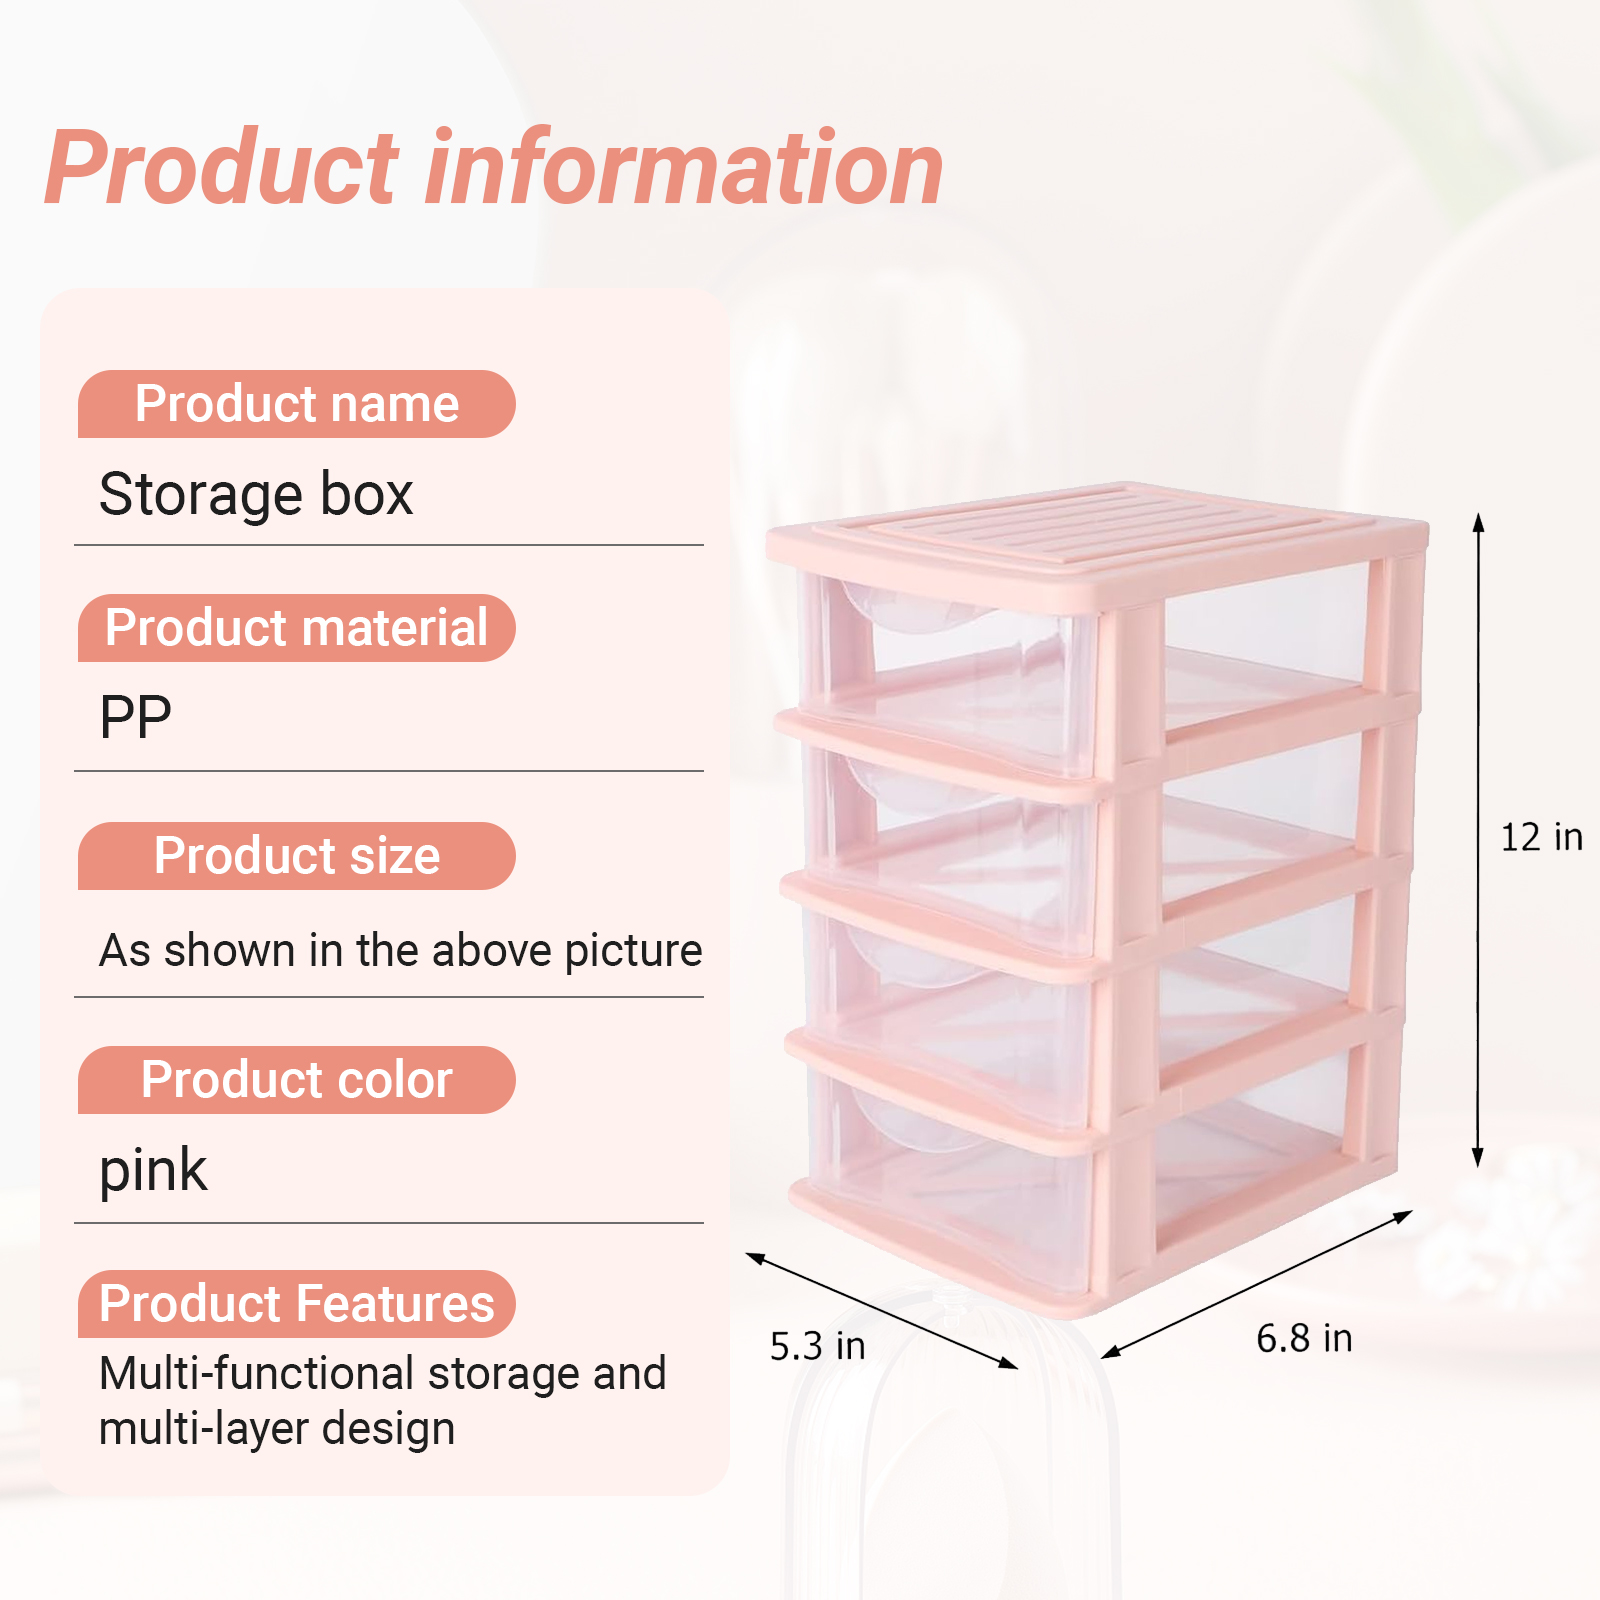 Product information
Product name
Storage box
Product material
PP
Product size
As shown in the above picture
Product color
pink
Product Features
Multi-functional storage and
multi-layer design
12 in
5.3 in
6.8 in